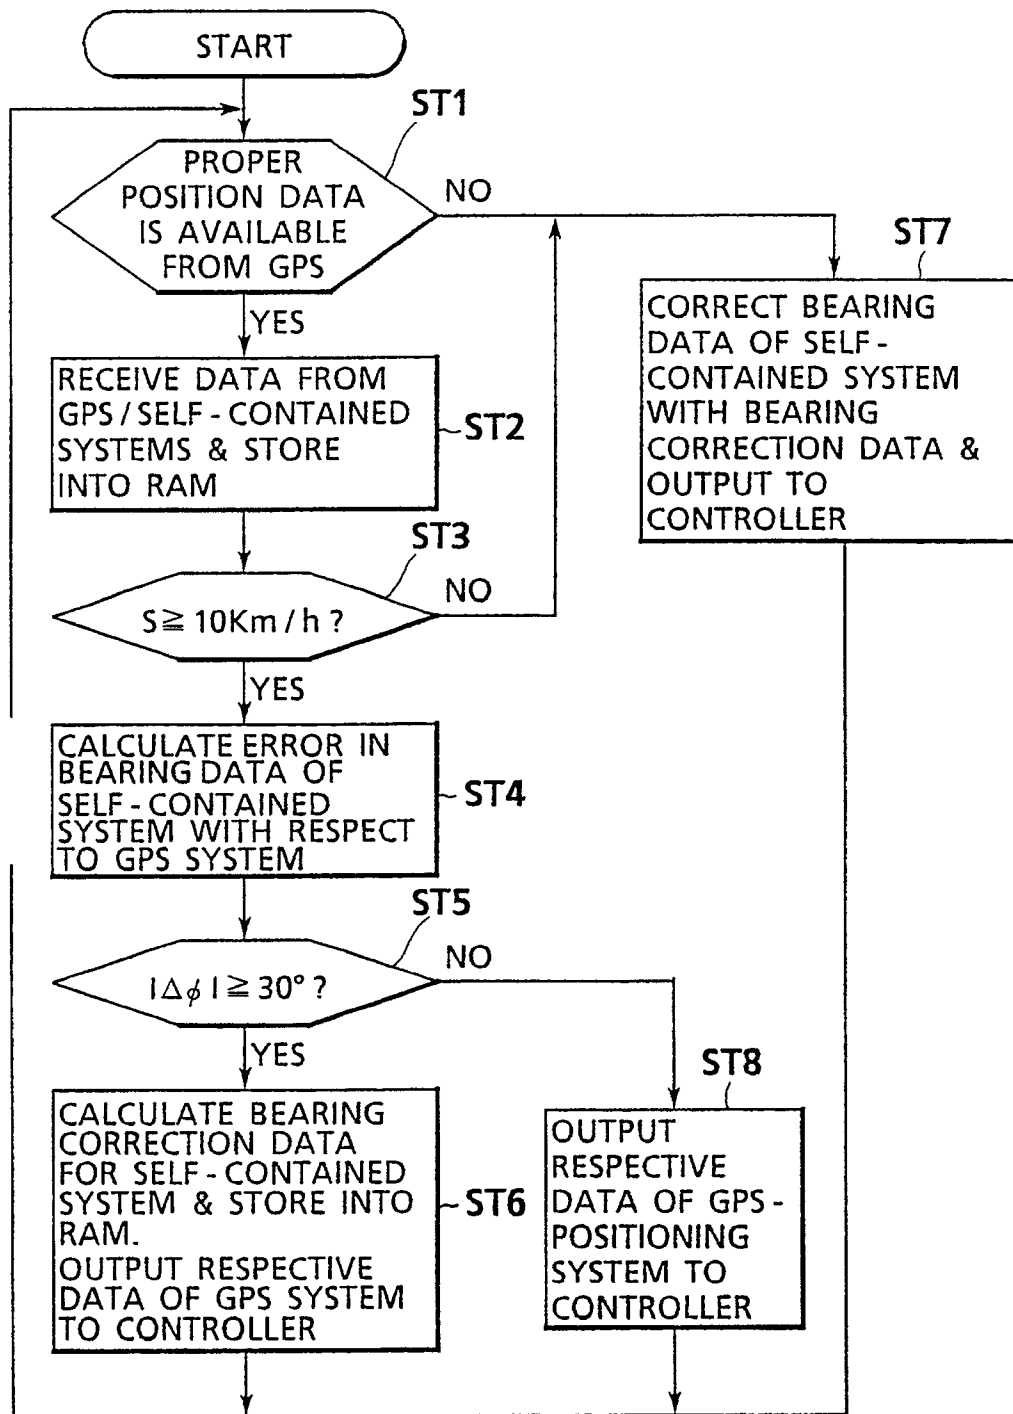 START
ST1
PROPER
POSITION DATA
IS AVAILABLE
FROM GPS
NO
YES
ST7
CORRECT BEARING
DATA OF SELF-
CONTAINED SYSTEM
WITH BEARING
CORRECTION DATA &
OUTPUT TO
CONTROLLER
RECEIVE DATA FROM
GPS/SELF-CONTAINED
SYSTEMS & STORE
INTO RAM
ST2
ST3
S≧10Km/h?
NO
YES
CALCULATE ERROR IN
BEARING DATA OF
SELF-CONTAINED
SYSTEM WITH RESPECT
TO GPS SYSTEM
ST4
ST5
|Δφ|≧30°?
NO
YES
CALCULATE BEARING
CORRECTION DATA
FOR SELF-CONTAINED
SYSTEM & STORE INTO
RAM.
OUTPUT RESPECTIVE
DATA OF GPS SYSTEM
TO CONTROLLER
ST6
ST8
OUTPUT
RESPECTIVE
DATA OF GPS-
POSITIONING
SYSTEM TO
CONTROLLER